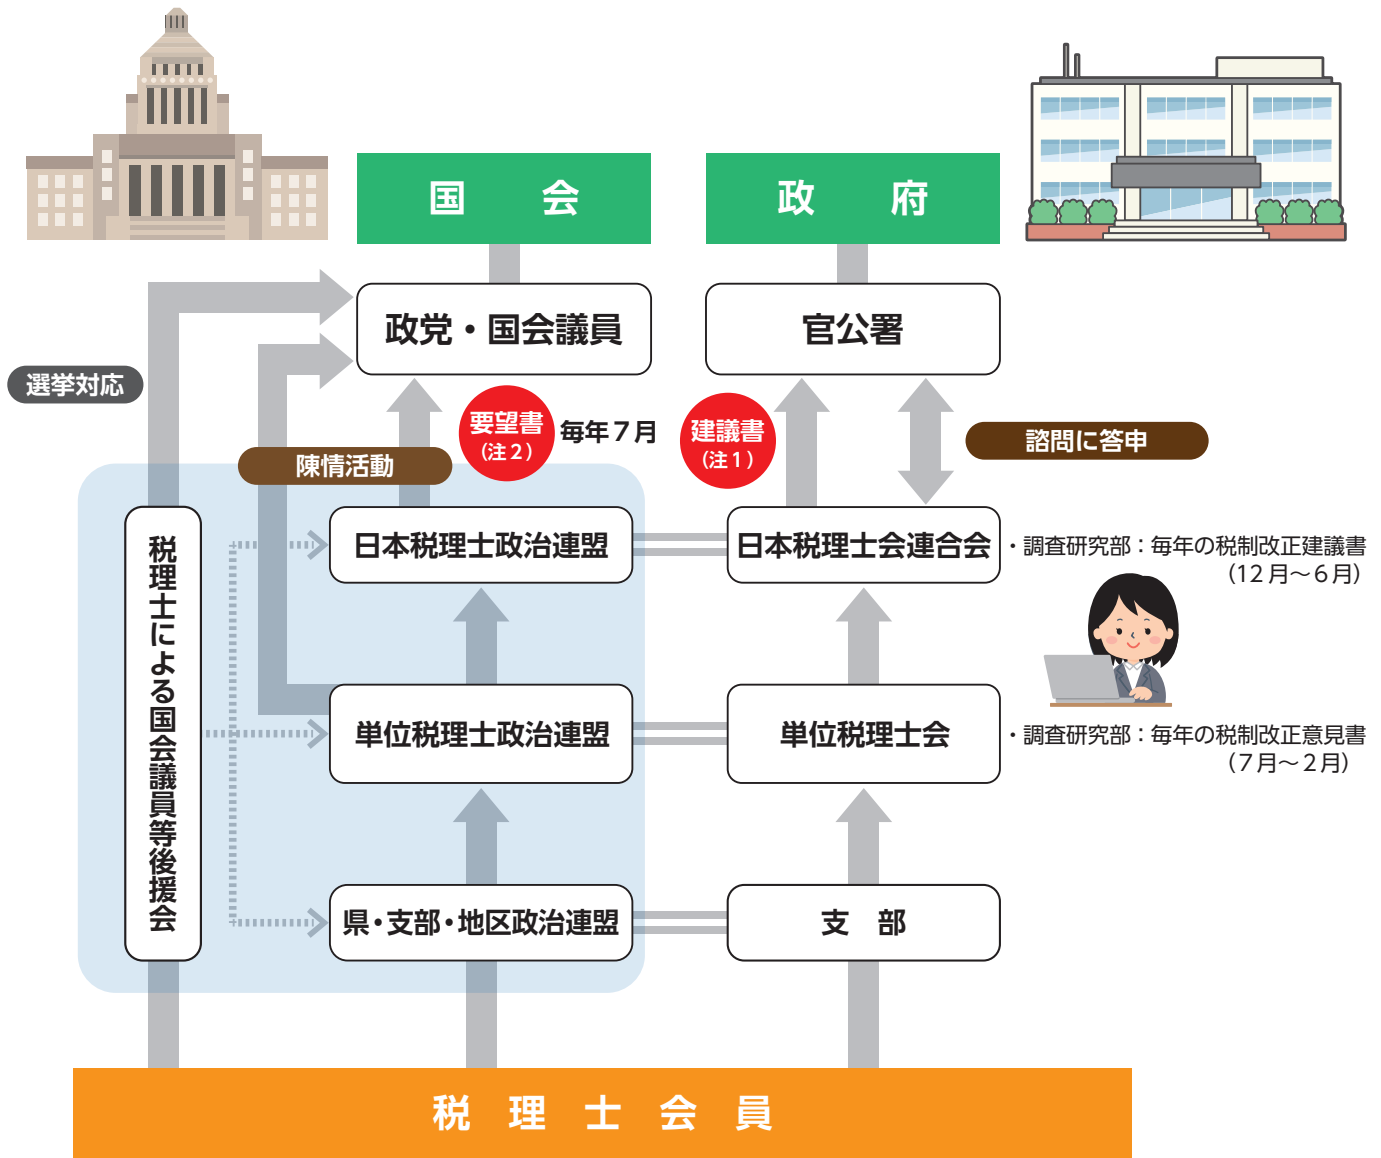 国　会
政　府
政党・国会議員
官公署
選挙対応
要望書
(注２)
毎年７月
建議書
(注１)
諮問に答申
陳情活動
税理士による国会議員等後援会
日本税理士政治連盟
日本税理士会連合会
・調査研究部：毎年の税制改正建議書
（12月～６月）
単位税理士政治連盟
単位税理士会
・調査研究部：毎年の税制改正意見書
（７月～２月）
県・支部・地区政治連盟
支　部
税　理　士　会　員